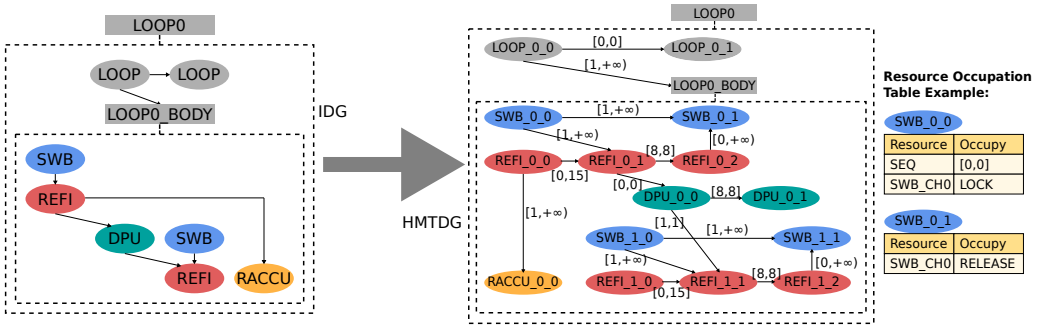 LOOP0
LOOP LOOP
LOOP0_BODY
SWB
REFI
DPU SWB
REFI RACCU
IDG
HMTDG
LOOP0
LOOP_0_0 [0,0] LOOP_0_1
[1,+∞)
LOOP0_BODY
SWB_0_0 [1,+∞) SWB_0_1
[1,+∞) [0,+∞)
REFI_0_0 REFI_0_1 [8,8] REFI_0_2
[0,15] [0,0]
DPU_0_0 [8,8] DPU_0_1
[1,+∞) [1,1]
SWB_1_0 [1,+∞) SWB_1_1
[1,+∞) [0,+∞)
RACCU_0_0 REFI_1_0 REFI_1_1 [8,8] REFI_1_2
[0,15]
Resource Occupation
Table Example:
SWB_0_0
Resource Occupy
SEQ [0,0]
SWB_CH0 LOCK
SWB_0_1
Resource Occupy
SWB_CH0 RELEASE